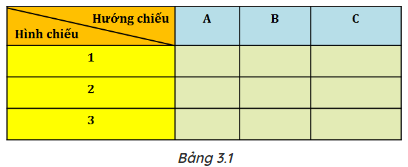 Hướng chiếu A B C
Hình chiếu
1
2
3
Bảng 3.1